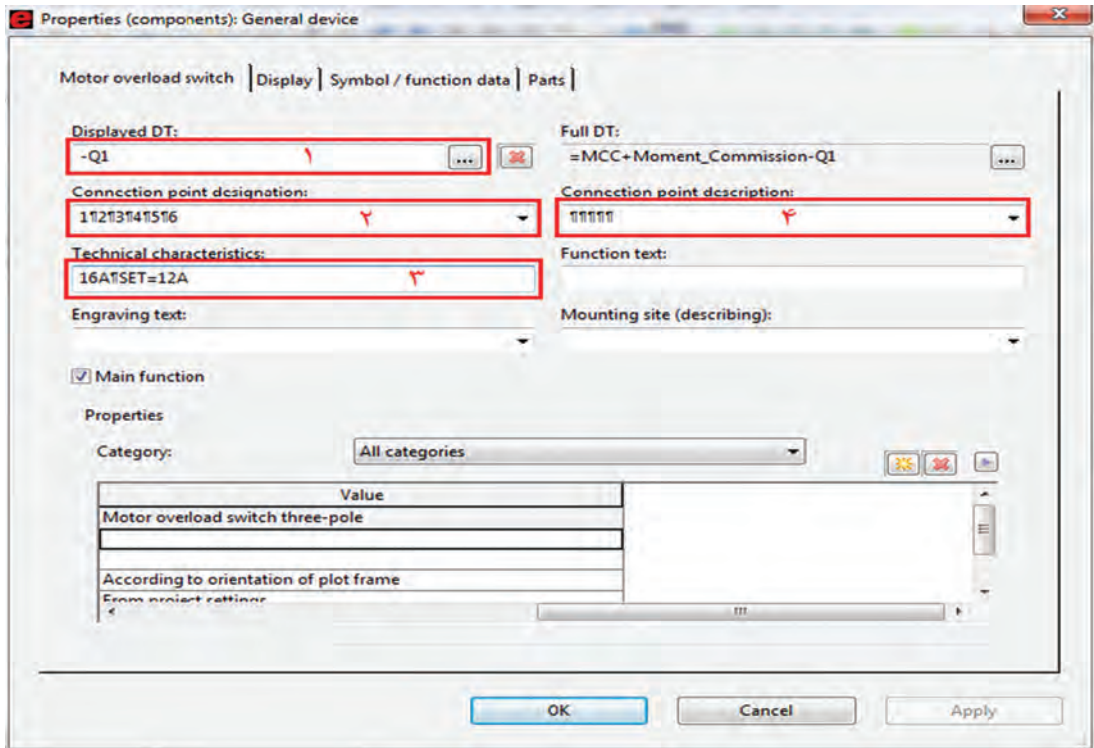 Properties (components): General device
Motor overload switch Display Symbol / function data Parts
Displayed DT: Full DT:
-Q1 ۱ ... =MCC+Moment_Commission-Q1 ...
Connection point designation: Connection point description:
1¶2¶3¶4¶5¶6 ۲ ¶¶¶¶¶ ۴
Technical characteristics: Function text:
16A¶SET=12A ۳
Engraving text: Mounting site (describing):
Main function
Properties
Category: All categories
Value
Motor overload switch three-pole
According to orientation of plot frame
From project settings
OK Cancel Apply